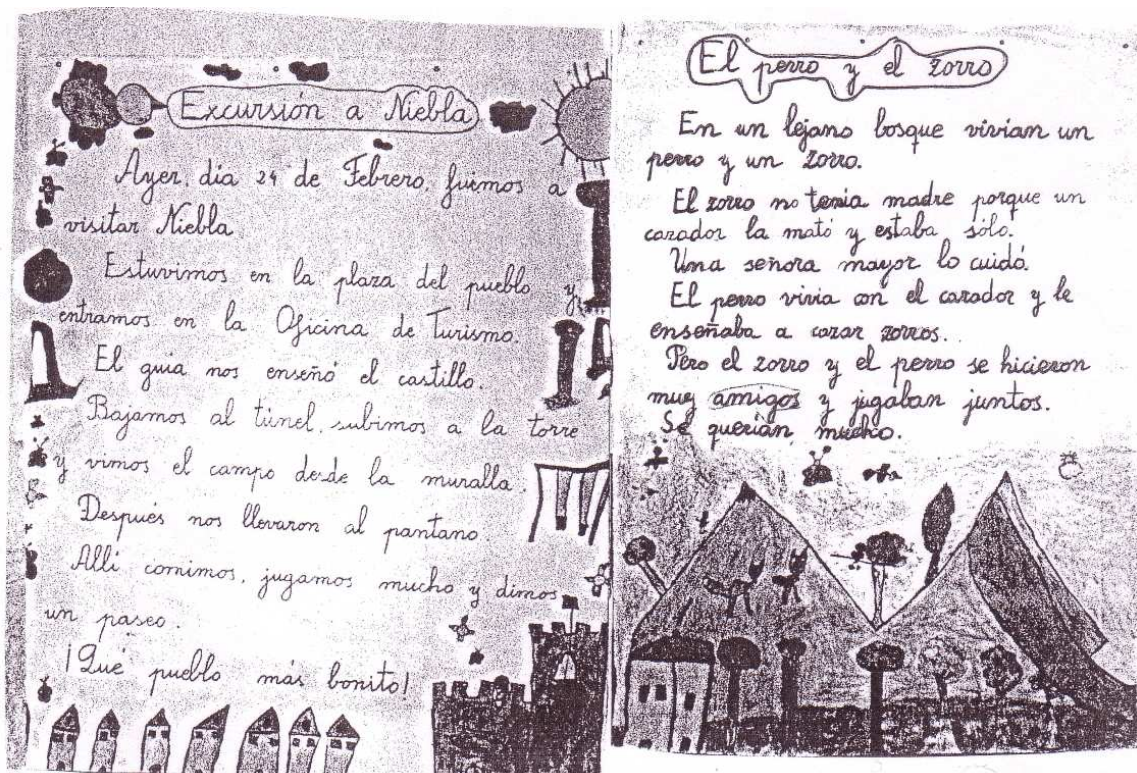 Excursión a Niebla
Ayer, día 24 de Febrero, fuimos a
visitar Niebla.
Estuvimos en la plaza del pueblo y
entramos en la Oficina de Turismo.
El guía nos enseñó el castillo.
Bajamos al túnel, subimos a la torre
y vimos el campo desde la muralla.
Después nos llevaron al pantano.
Allí comimos, jugamos mucho y dimos
un paseo.
¡Qué pueblo más bonito!
El perro y el zorro
En un lejano bosque vivían un
perro y un zorro.
El zorro no tenía madre porque un
cazador la mató y estaba sólo.
Una señora mayor lo cuidó.
El perro vivía con el cazador y le
enseñaba a cazar zorros.
Pero el zorro y el perro se hicieron
muy amigos y jugaban juntos.
Se querían mucho.